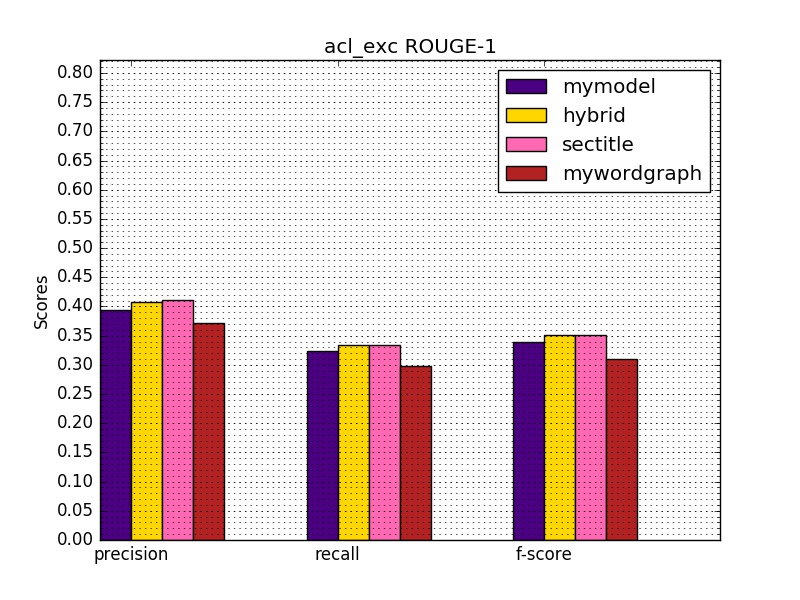 acl_exc ROUGE-1
mymodel
hybrid
sectitle
mywordgraph
Scores
0.80
0.75
0.70
0.65
0.60
0.55
0.50
0.45
0.40
0.35
0.30
0.25
0.20
0.15
0.10
0.05
0.00
precision recall f-score